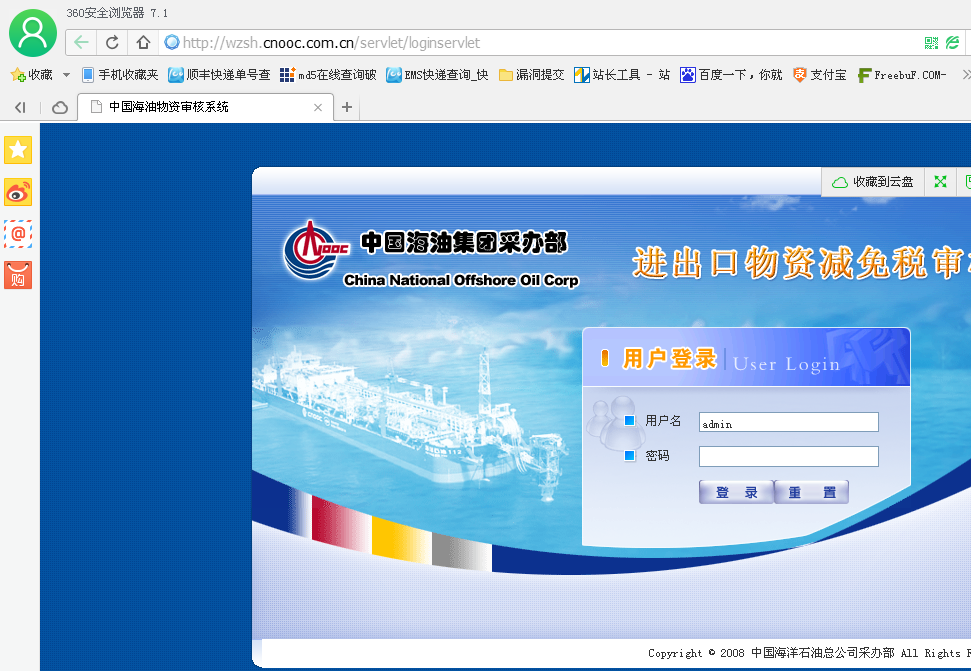 360安全浏览器 7.1
http://wzsh.cnooc.com.cn/servlet/loginservlet
收藏 手机收藏夹 顺丰快递单号查 md5在线查询破 EMS快递查询_快 漏洞提交 站长工具 - 站 百度一下，你就 支付宝 FreebuF.COM-
中国海油物资审核系统
收藏到云盘
@
购
CNOOC
中国海油集团采办部
China National Offshore Oil Corp
进出口物资减免税审
用户登录 User Login
用户名 admin
密码
登 录 重 置
Copyright © 2008 中国海洋石油总公司采办部 All Rights